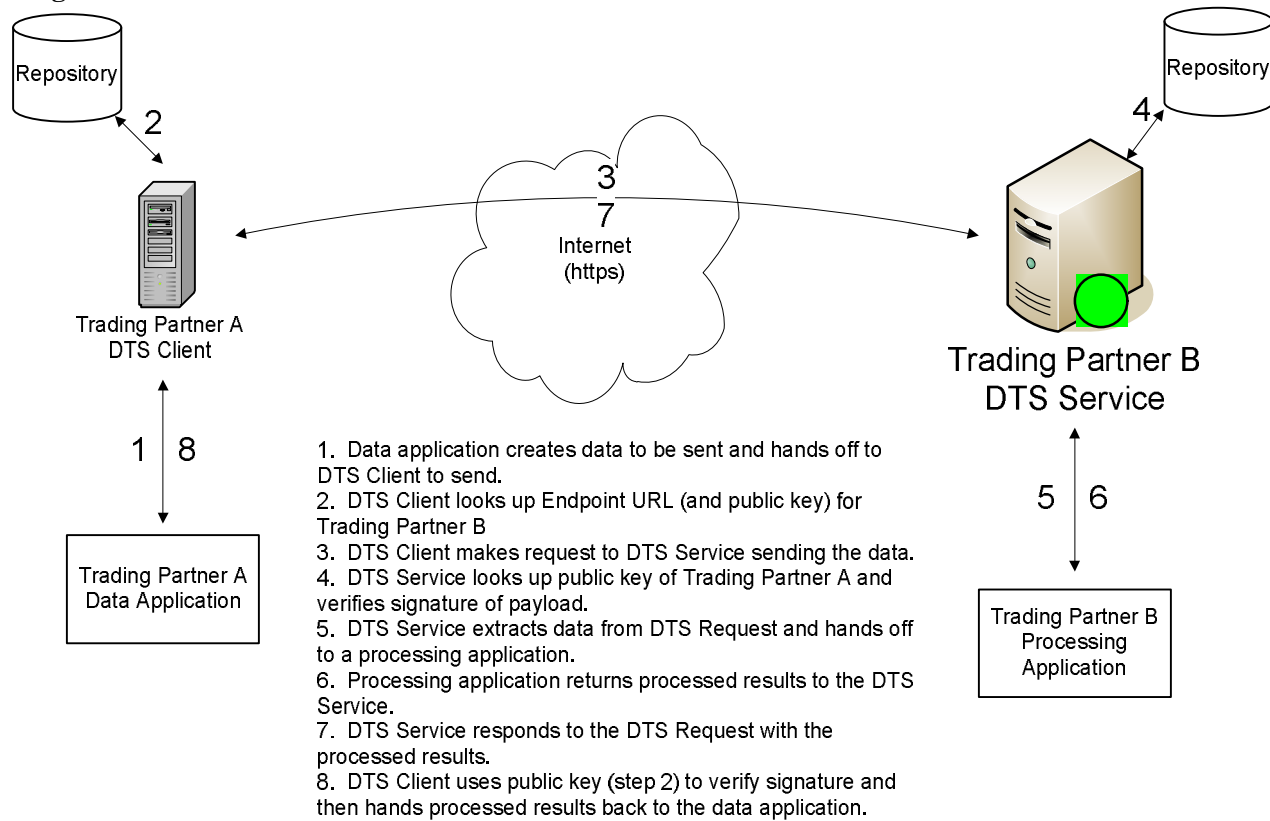 Repository
Repository
2
4
3
7
Internet
(https)
Trading Partner A
DTS Client
Trading Partner B
DTS Service
1 8
5 6
Trading Partner A
Data Application
Trading Partner B
Processing
Application
1. Data application creates data to be sent and hands off to
DTS Client to send.
2. DTS Client looks up Endpoint URL (and public key) for
Trading Partner B
3. DTS Client makes request to DTS Service sending the data.
4. DTS Service looks up public key of Trading Partner A and
verifies signature of payload.
5. DTS Service extracts data from DTS Request and hands off
to a processing application.
6. Processing application returns processed results to the DTS
Service.
7. DTS Service responds to the DTS Request with the
processed results.
8. DTS Client uses public key (step 2) to verify signature and
then hands processed results back to the data application.